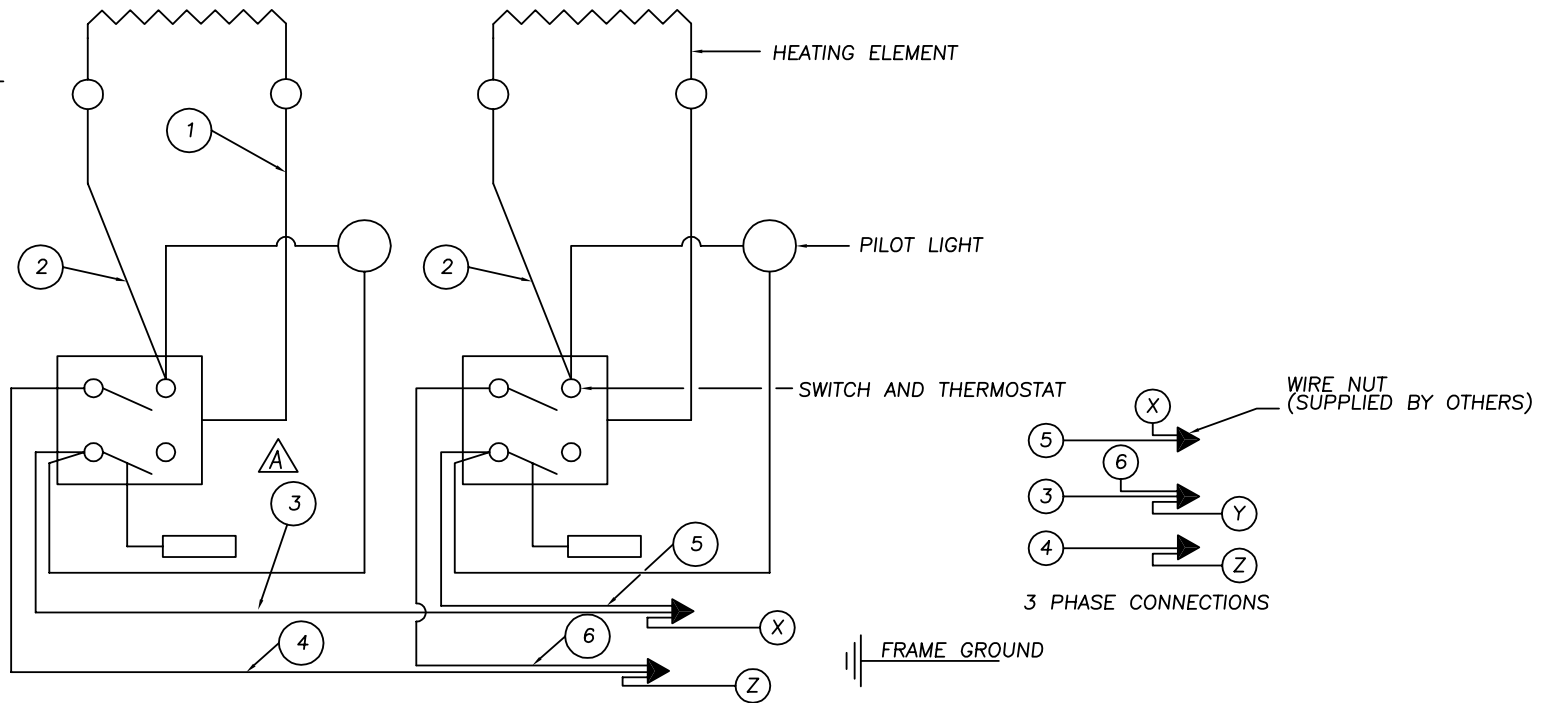 HEATING ELEMENT
1
2
2
PILOT LIGHT
SWITCH AND THERMOSTAT
A
3
5
4
6
X
Z
FRAME GROUND
X
WIRE NUT
(SUPPLIED BY OTHERS)
5
6
3
Y
4
Z
3 PHASE CONNECTIONS